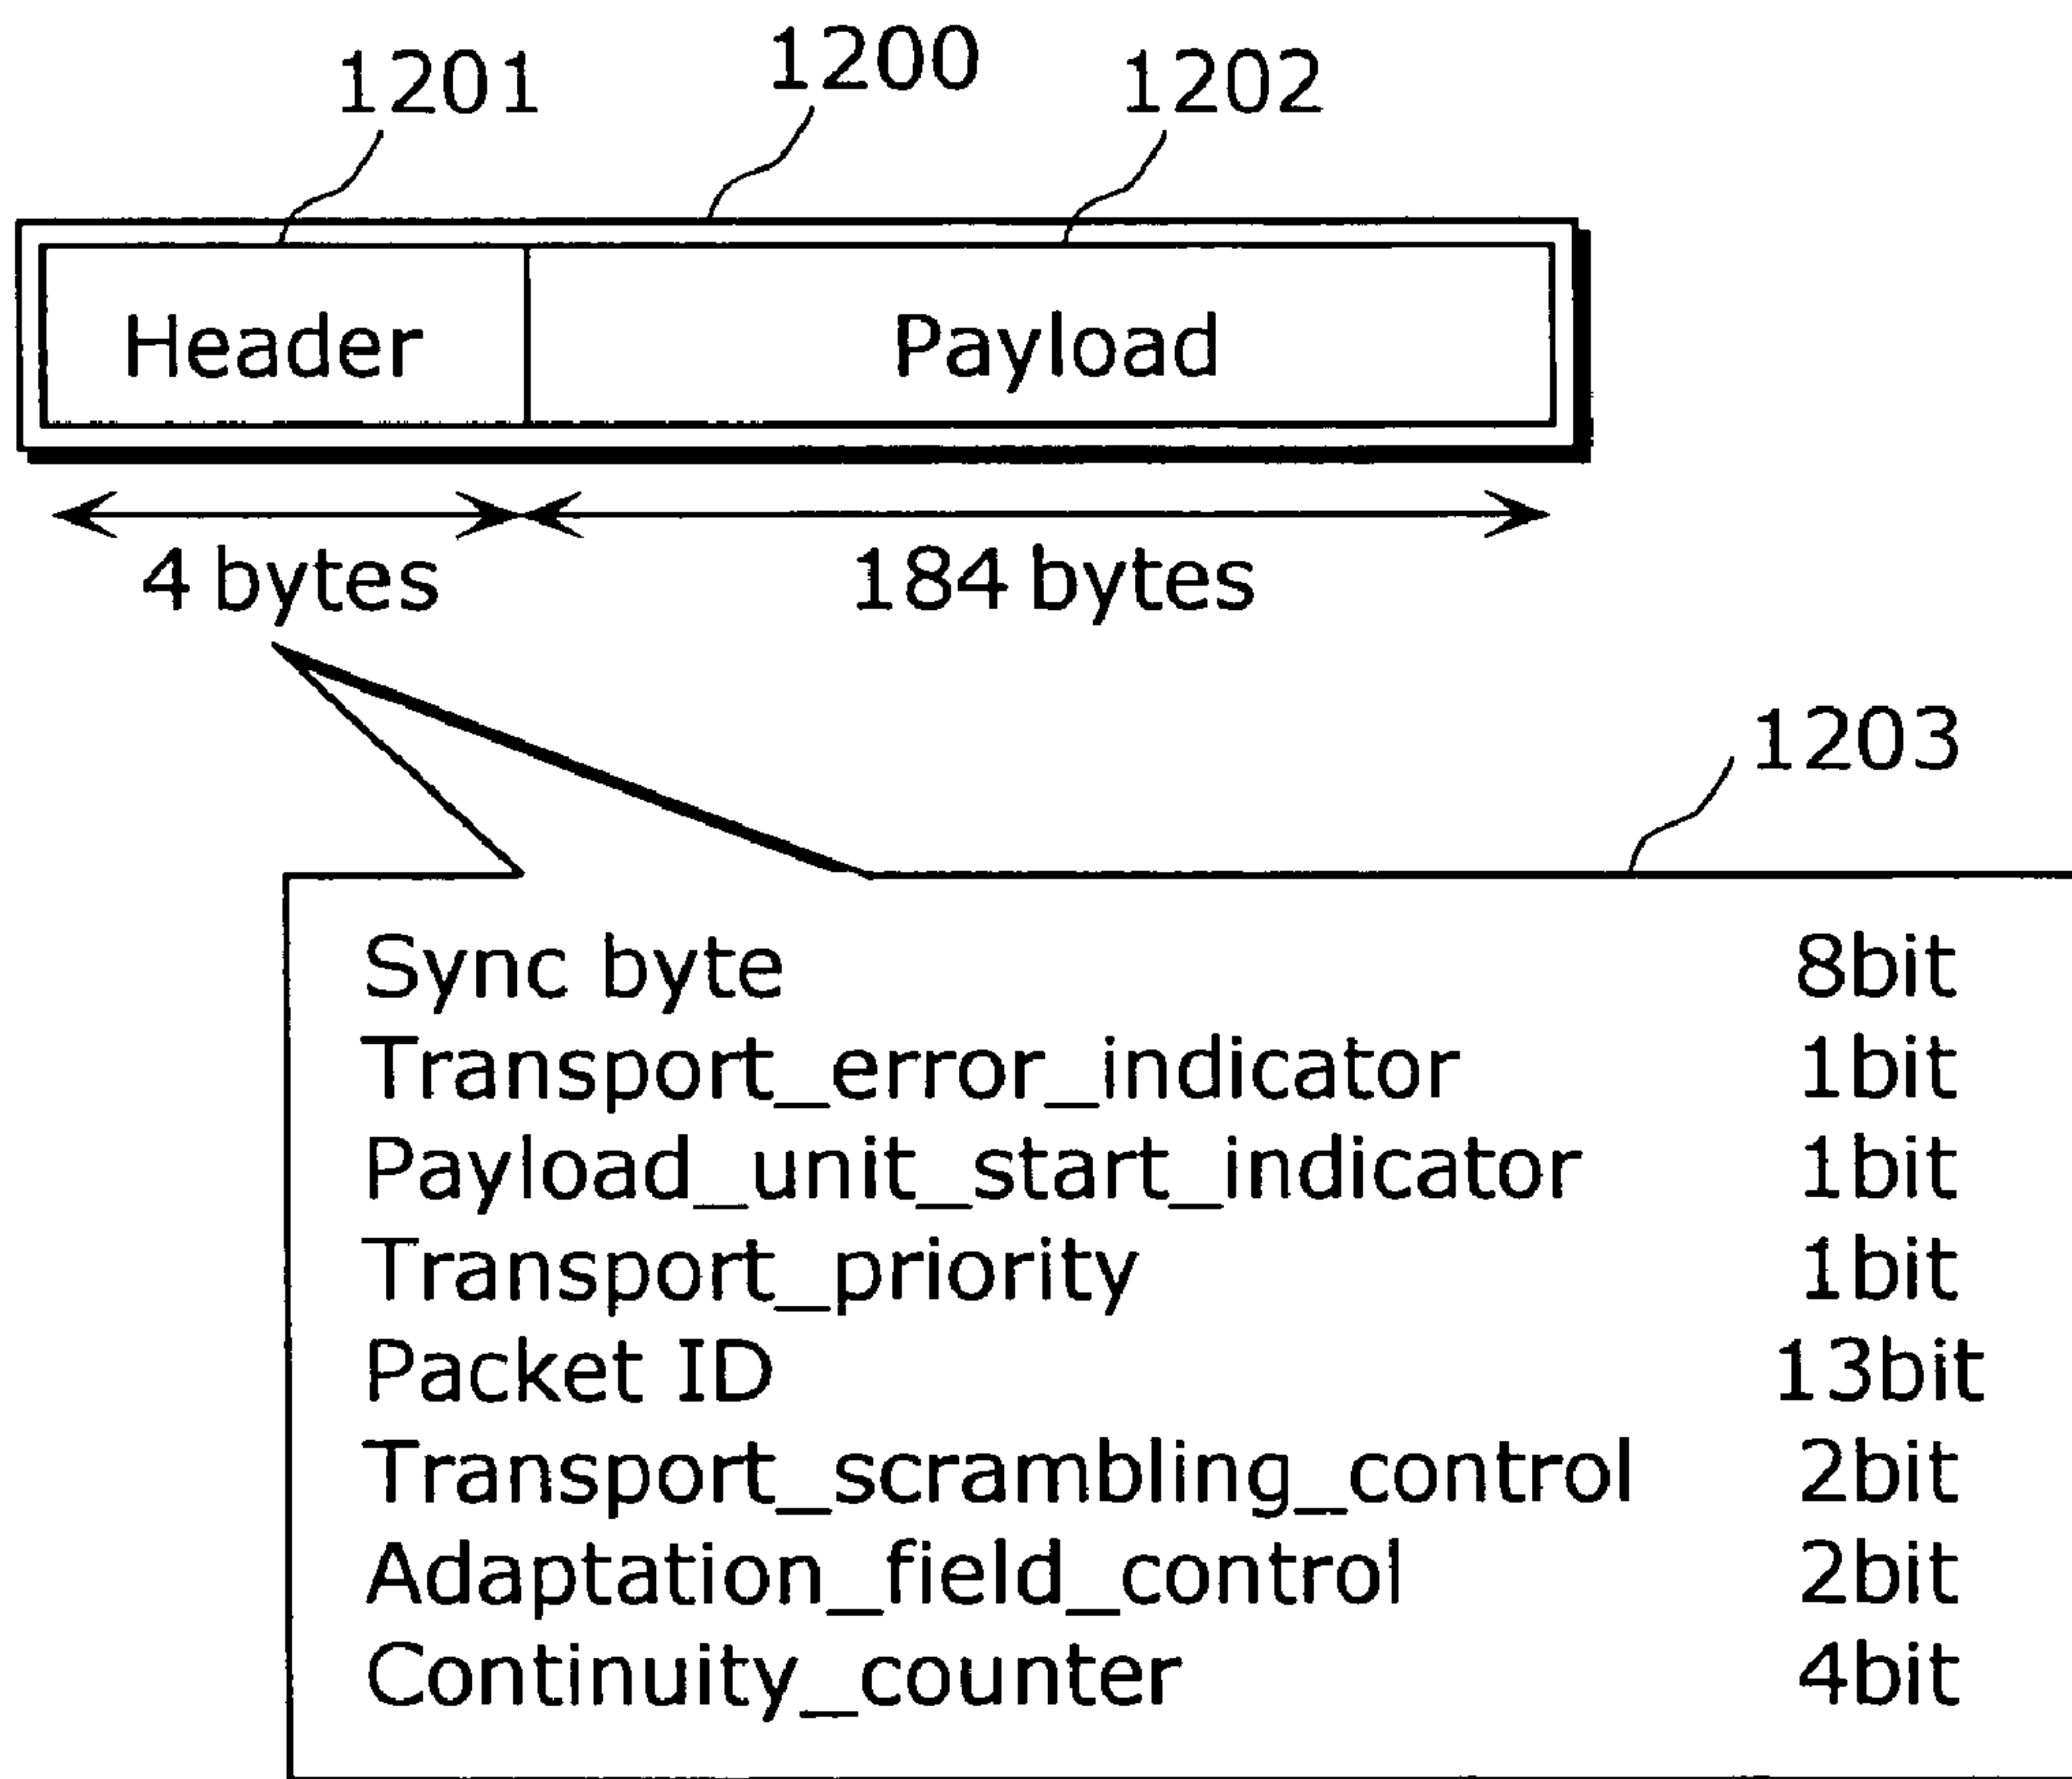 1201 1200 1202
Header Payload
4 bytes 184 bytes
1203
Sync byte 8bit
Transport_error_indicator 1bit
Payload_unit_start_indicator 1bit
Transport_priority 1bit
Packet ID 13bit
Transport_scrambling_control 2bit
Adaptation_field_control 2bit
Continuity_counter 4bit